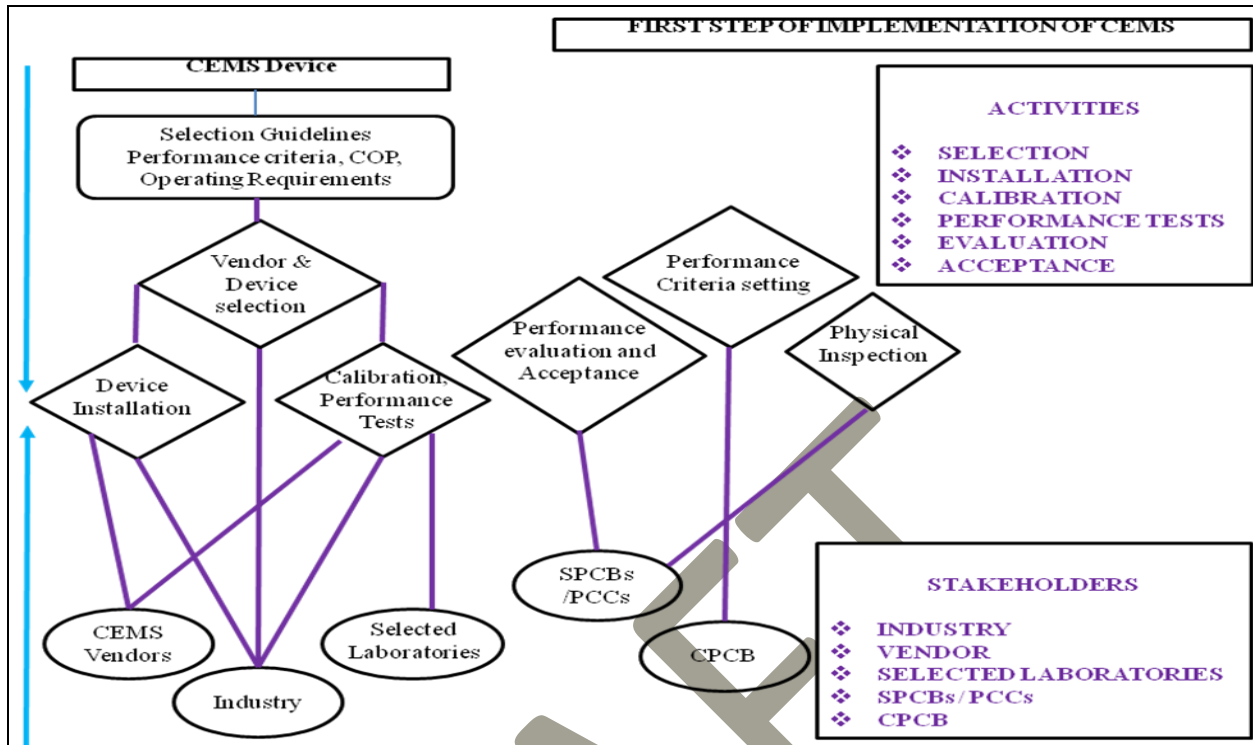 FIRST STEP OF IMPLEMENTATION OF CEMS
CEMS Device
Selection Guidelines
Performance criteria, COP,
Operating Requirements
Vendor &
Device
selection
Device
Installation
Calibration,
Performance
Tests
Performance
evaluation and
Acceptance
Performance
Criteria setting
Physical
Inspection
CEMS
Vendors
Industry
Selected
Laboratories
SPCBs
/PCCs
CPCB
ACTIVITIES
❖ SELECTION
❖ INSTALLATION
❖ CALIBRATION
❖ PERFORMANCE TESTS
❖ EVALUATION
❖ ACCEPTANCE
STAKEHOLDERS
❖ INDUSTRY
❖ VENDOR
❖ SELECTED LABORATORIES
❖ SPCBs / PCCs
❖ CPCB